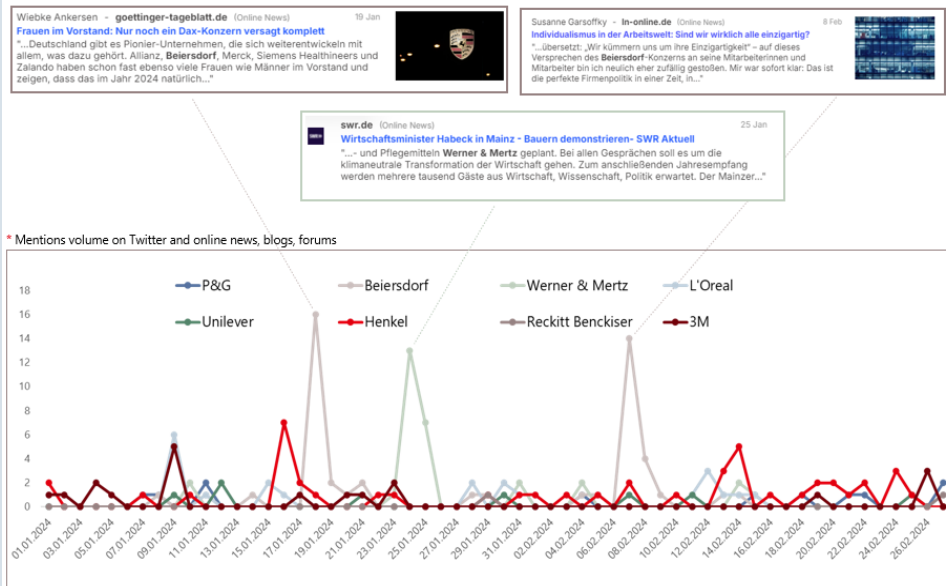 Wiebke Ankersen - goettinger-tageblatt.de (Online News) 19 Jan
Frauen im Vorstand: Nur noch ein Dax-Konzern versagt komplett
"...Deutschland gibt es Pionier-Unternehmen, die sich weiterentwickeln mit
allem, was dazu gehört. Allianz, Beiersdorf, Merck, Siemens Healthineers und
Zalando haben schon fast ebenso viele Frauen wie Männer im Vorstand und
zeigen, dass das im Jahr 2024 natürlich..."
Susanne Garsoffky - ln-online.de (Online News) 8 Feb
Individualismus in der Arbeitswelt: Sind wir wirklich alle einzigartig?
"...übersetzt: „Wir kümmern uns um ihre Einzigartigkeit“ – auf dieses
Versprechen des Beiersdorf-Konzerns an seine Mitarbeiterinnen und
Mitarbeiter bin ich neulich eher zufällig gestoßen. Mir war sofort klar: Das ist
die perfekte Firmenpolitik in einer Zeit, in..."
swr.de (Online News) 25 Jan
Wirtschaftsminister Habeck in Mainz - Bauern demonstrieren- SWR Aktuell
"...- und Pflegemitteln Werner & Mertz geplant. Bei allen Gesprächen soll es um die
klimaneutrale Transformation der Wirtschaft gehen. Zum anschließenden Jahresempfang
werden mehrere tausend Gäste aus Wirtschaft, Wissenschaft, Politik erwartet. Der Mainzer..."
* Mentions volume on Twitter and online news, blogs, forums
P&G Beiersdorf Werner & Mertz L'Oreal
Unilever Henkel Reckitt Benckiser 3M
18
16
14
12
10
8
6
4
2
0
01.01.2024 03.01.2024 05.01.2024 07.01.2024 09.01.2024 11.01.2024 13.01.2024 15.01.2024 17.01.2024 19.01.2024 21.01.2024 23.01.2024 25.01.2024 27.01.2024 29.01.2024 31.01.2024 02.02.2024 04.02.2024 06.02.2024 08.02.2024 10.02.2024 12.02.2024 14.02.2024 16.02.2024 18.02.2024 20.02.2024 22.02.2024 24.02.2024 26.02.2024